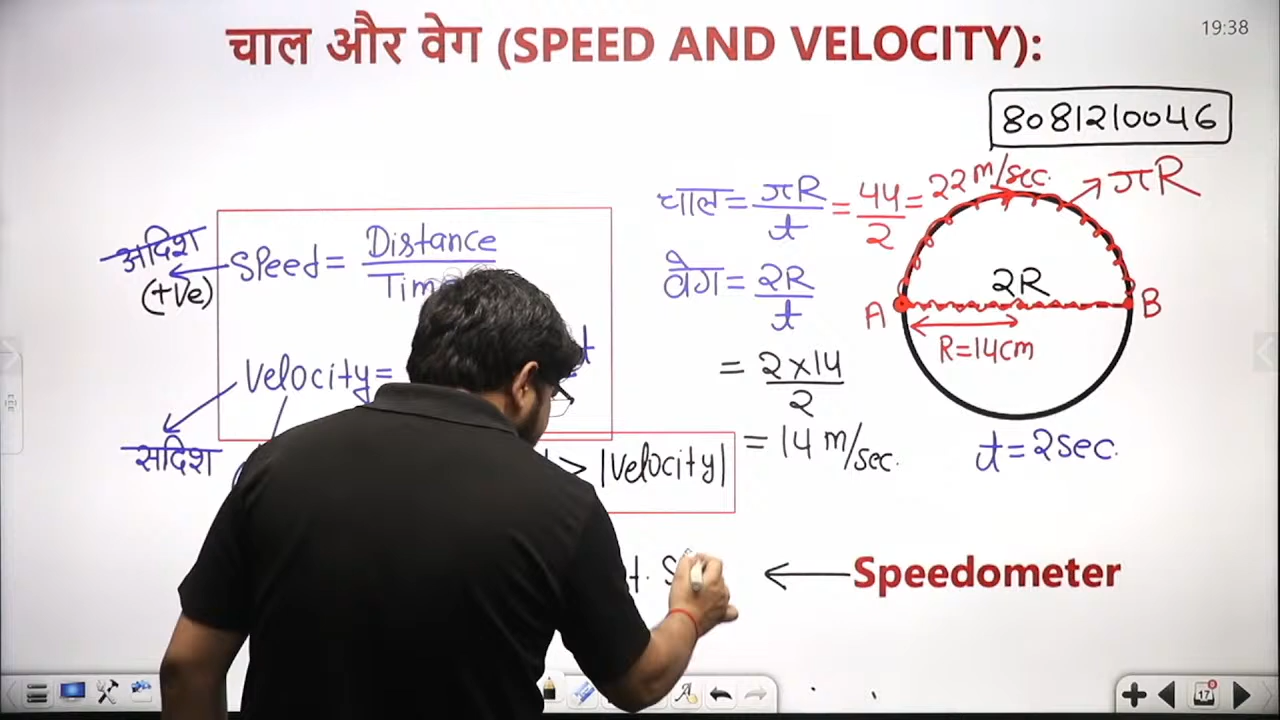 चाल और वेग (SPEED AND VELOCITY):
19:38
8081210046
अदिश
(+ve)
Speed = Distance
Velocity =
सदिश
> |Velocity|
चाल = πR/t = 44/2 = 22 m/sec.
πR
वेग = 2R/t
= 2×14/2
= 14 m/sec.
2R
A
B
R=14cm
t=2sec.
Speedometer
17